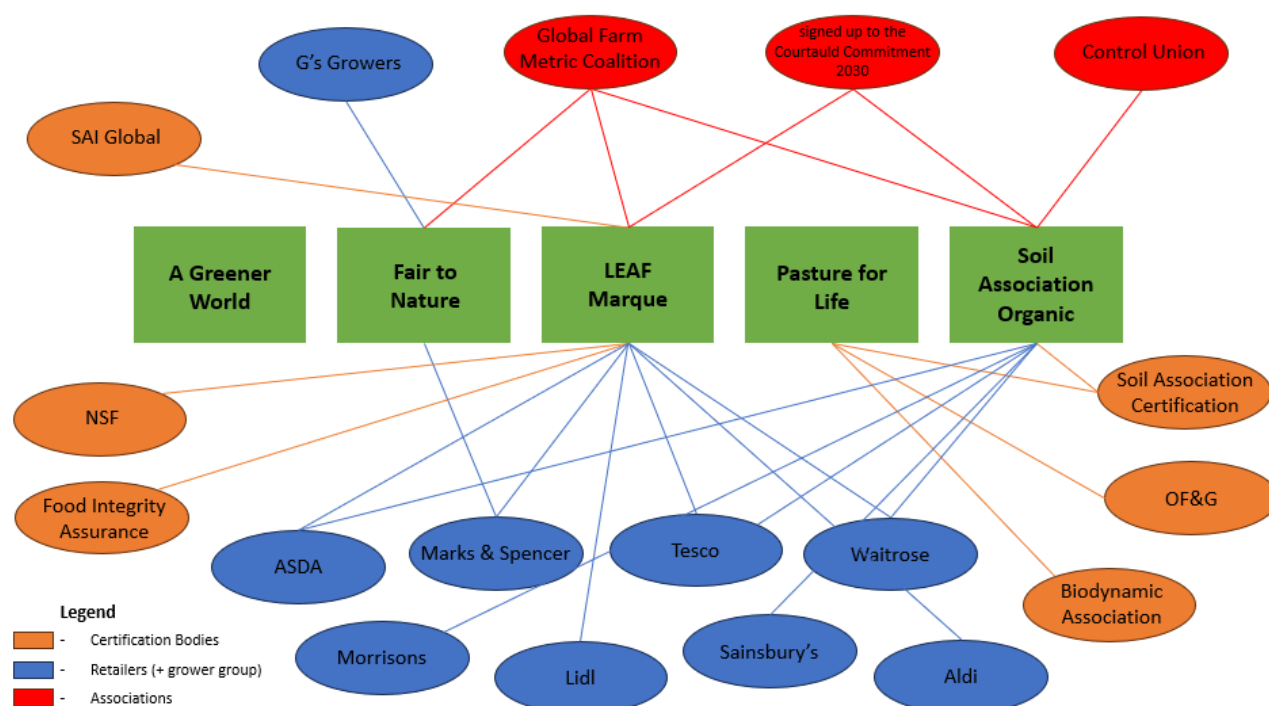 G's Growers
Global Farm
Metric Coalition
signed up to the
Courtauld Commitment
2030
Control Union
SAI Global
A Greener
World
Fair to
Nature
LEAF
Marque
Pasture for
Life
Soil
Association
Organic
NSF
Soil Association
Certification
Food Integrity
Assurance
OF&G
ASDA
Marks & Spencer
Tesco
Waitrose
Biodynamic
Association
Morrisons
Lidl
Sainsbury's
Aldi
Legend
- Certification Bodies
- Retailers (+ grower group)
- Associations